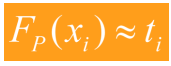 F_P(x_i) ≈ t_i